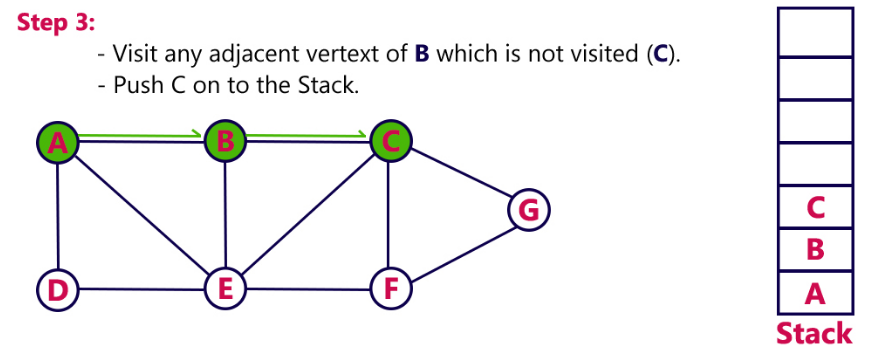 Step 3:
- Visit any adjacent vertext of B which is not visited (C).
- Push C on to the Stack.
A
B
C
G
D
E
F
C
B
A
Stack